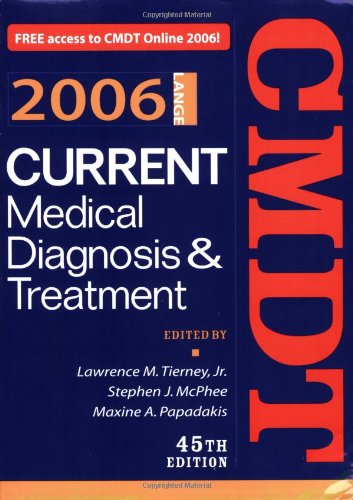 FREE access to CMDT Online 2006!
2006
LANGE
CURRENT
Medical
Diagnosis &
Treatment
EDITED BY
Lawrence M. Tierney, Jr.
Stephen J. McPhee
Maxine A. Papadakis
45TH
EDITION
CMDT